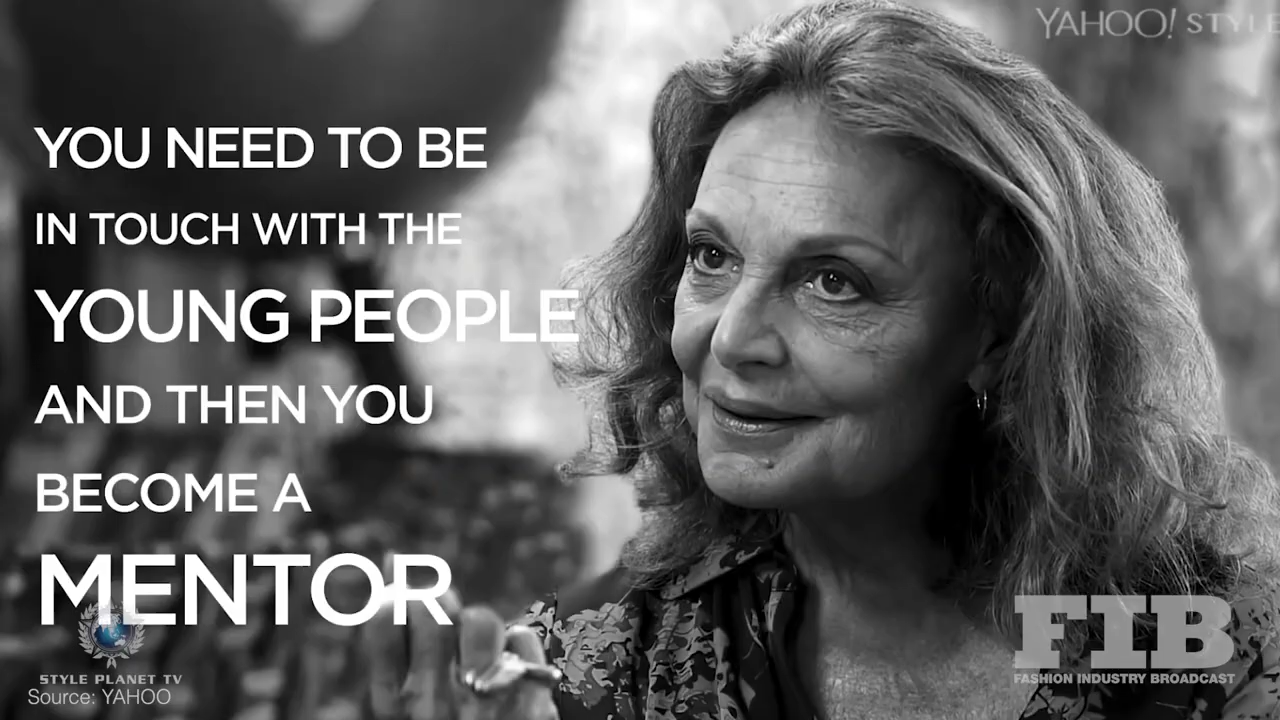 YAHOO! STYLE
YOU NEED TO BE
IN TOUCH WITH THE
YOUNG PEOPLE
AND THEN YOU
BECOME A
MENTOR
STYLE PLANET TV
Source: YAHOO
FIB
FASHION INDUSTRY BROADCAST